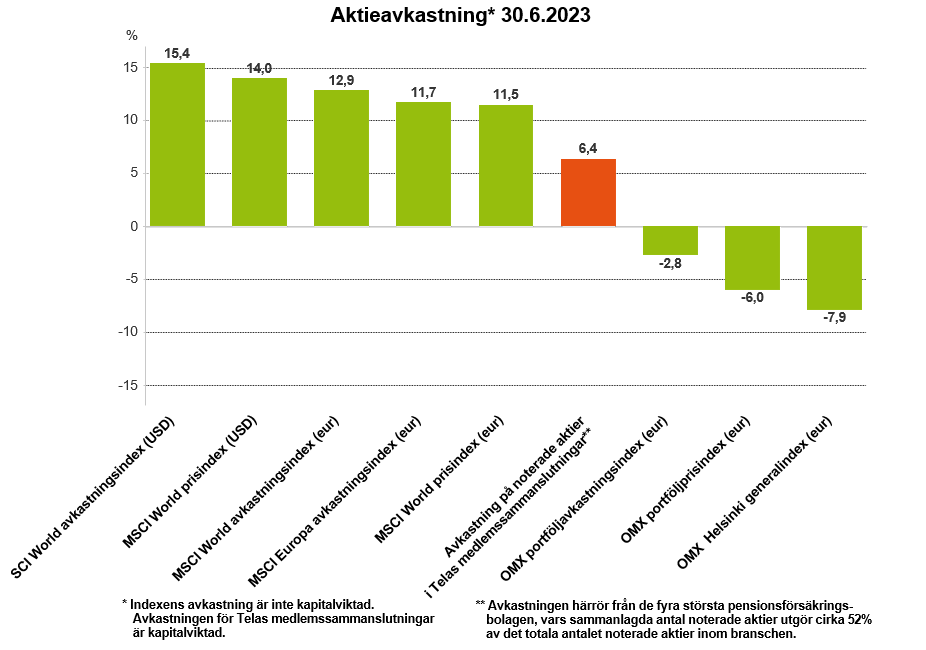 Aktieavkastning* 30.6.2023
%
15,4
14,0
12,9
11,7
11,5
6,4
-2,8
-6,0
-7,9
15
10
5
0
-5
-10
-15
SCI World avkastningsindex (USD)
MSCI World prisindex (USD)
MSCI World avkastningsindex (eur)
MSCI Europa avkastningsindex (eur)
MSCI World prisindex (eur)
Avkastning på noterade aktier
i Telas medlemssammanslutningar**
OMX portföljavkastningsindex (eur)
OMX portföljprisindex (eur)
OMX Helsinki generalindex (eur)
* Indexens avkastning är inte kapitalviktad.
Avkastningen för Telas medlemssammanslutningar
är kapitalviktad.
** Avkastningen härrör från de fyra största pensionsförsäkrings-
bolagen, vars sammanlagda antal noterade aktier utgör cirka 52%
av det totala antalet noterade aktier inom branschen.